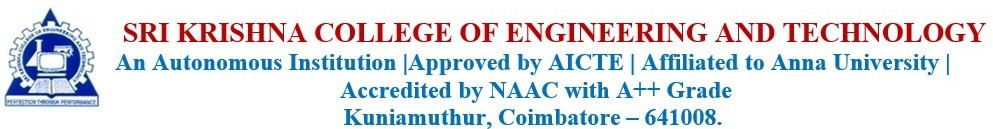 SRI KRISHNA COLLEGE OF ENGINEERING AND TECHNOLOGY
An Autonomous Institution |Approved by AICTE | Affiliated to Anna University |
Accredited by NAAC with A++ Grade
Kuniamuthur, Coimbatore – 641008.
PERFECTION THROUGH PERFORMANCE